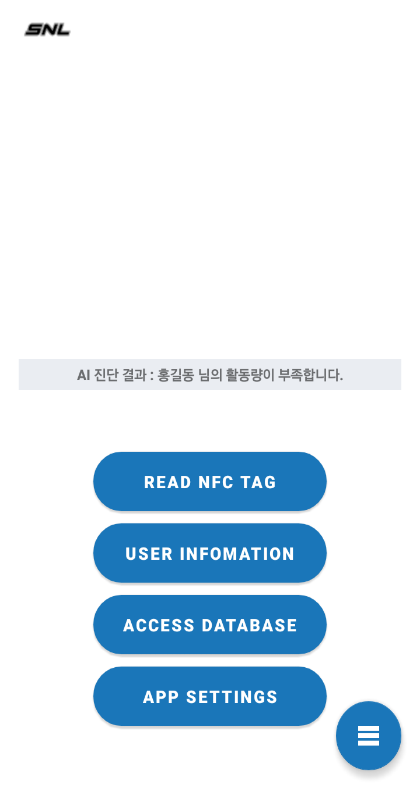 SNL
AI 진단 결과 : 홍길동 님의 활동량이 부족합니다.
READ NFC TAG
USER INFOMATION
ACCESS DATABASE
APP SETTINGS